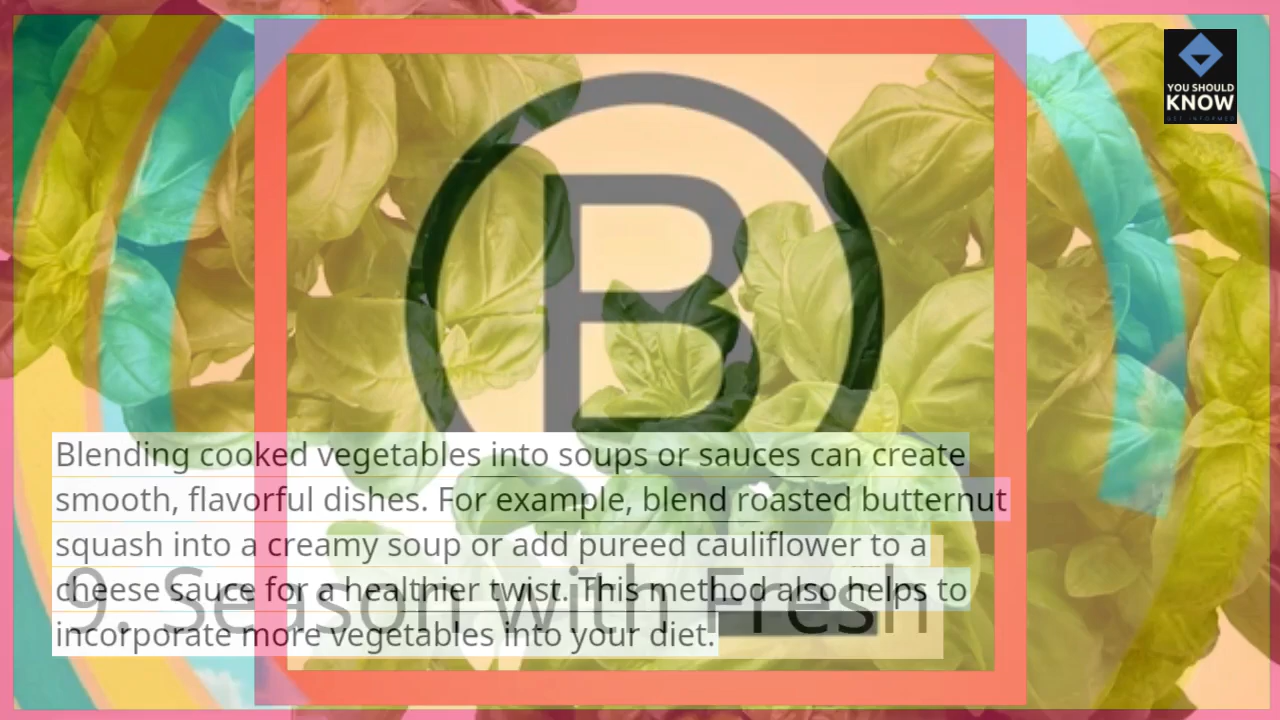 YOU SHOULD
KNOW
GET INFORMED
B
Blending cooked vegetables into soups or sauces can create
smooth, flavorful dishes. For example, blend roasted butternut
squash into a creamy soup or add pureed cauliflower to a
cheese sauce for a healthier twist. This method also helps to
incorporate more vegetables into your diet.
9. Season with Fresh